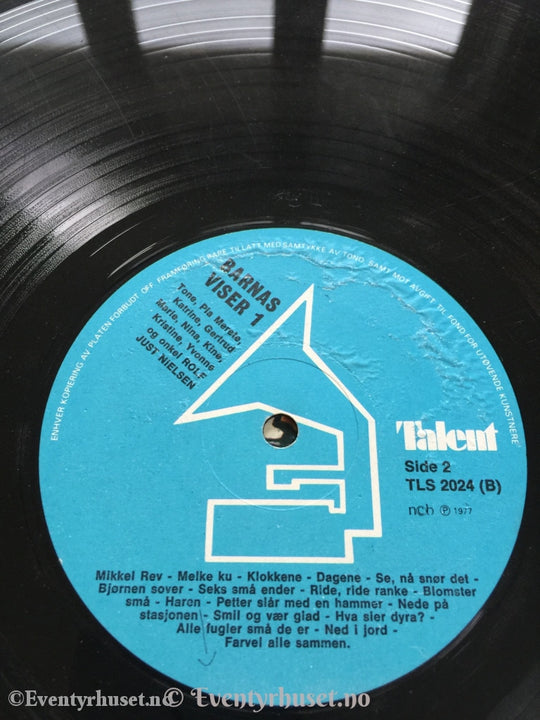 ENHVER KOPIERING AV PLATEN FORBUDT. OFF. FRAMFØRING BARE TILLATT MED SAMTYKKE AV TONO, SAMT MOT AVGIFT TIL FOND FOR UTØVENDE KUNSTNERE.
BARNAS
VISER 1
Tone, Pia Merete,
Katrine, Gertrud
Marie, Nina, Kine,
Kristine, Yvonne
og onkel ROLF
JUST NIELSEN
Talent
Side 2
TLS 2024 (B)
ncb Ⓟ 1977
Mikkel Rev - Melke ku - Klokkene - Dagene - Se, nå snør det -
Bjørnen sover - Seks små ender - Ride, ride ranke - Blomster
små - Haren - Petter slår med en hammer - Nede på
stasjonen - Smil og vær glad - Hva sier dyra? -
Alle fugler små de er - Ned i jord -
Farvel alle sammen.
©Eventyrhuset.no
© Eventyrhuset.no